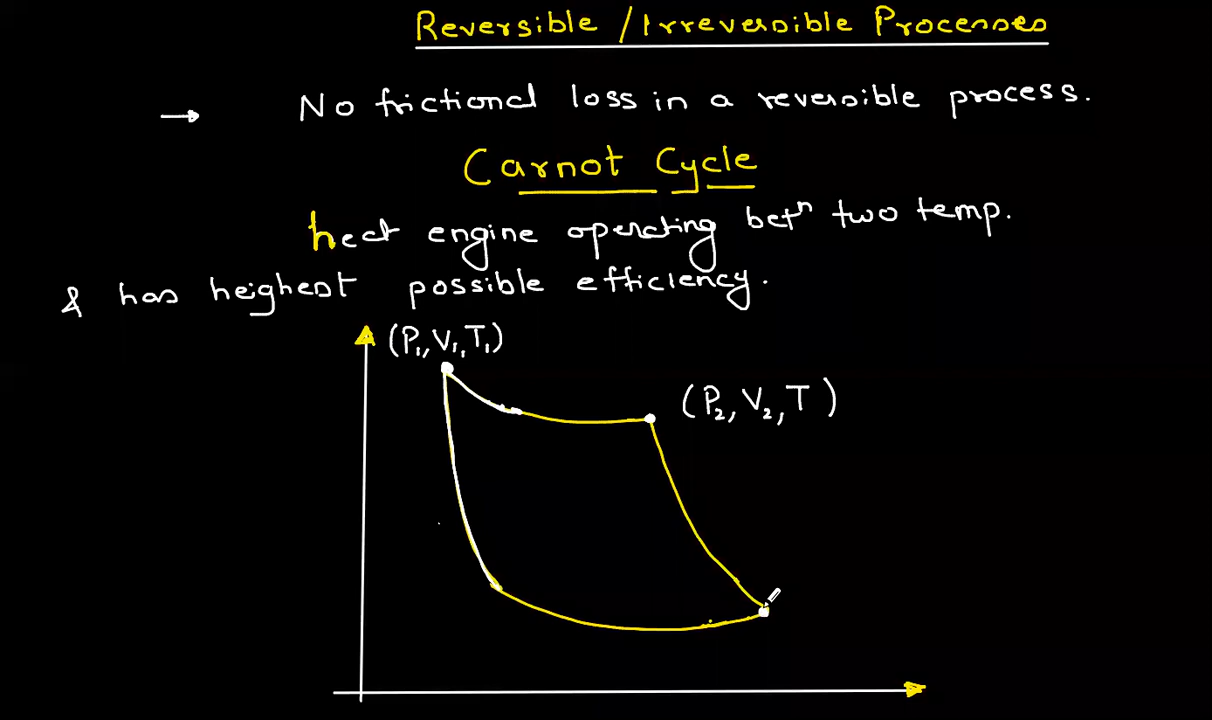 Reversible / Irreversible Processes
→ No frictional loss in a reversible process.
Carnot Cycle
heat engine operating betⁿ two temp.
& has heighest possible efficiency.
(P₁, V₁, T₁)
(P₂, V₂, T )